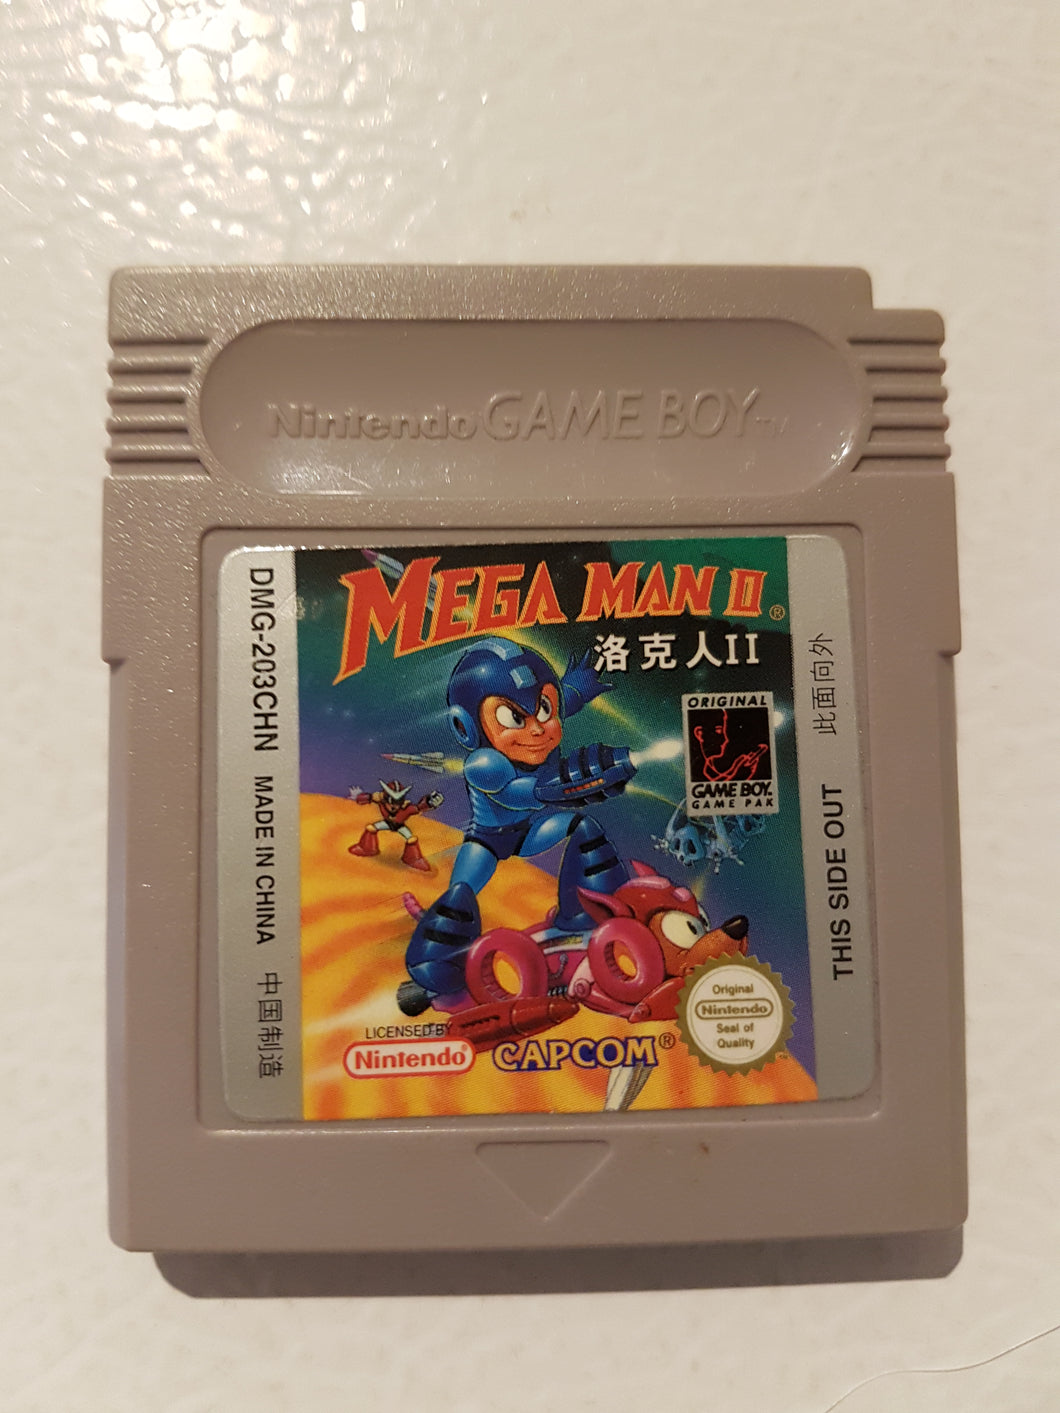 Nintendo GAME BOY TM
MEGA MAN II ®
洛克人II
ORIGINAL
GAME BOY
GAME PAK
DMG-203CHN MADE IN CHINA 中国制造
此面向外
THIS SIDE OUT
LICENSED BY
Nintendo®
CAPCOM®
Original
Nintendo
Seal of
Quality